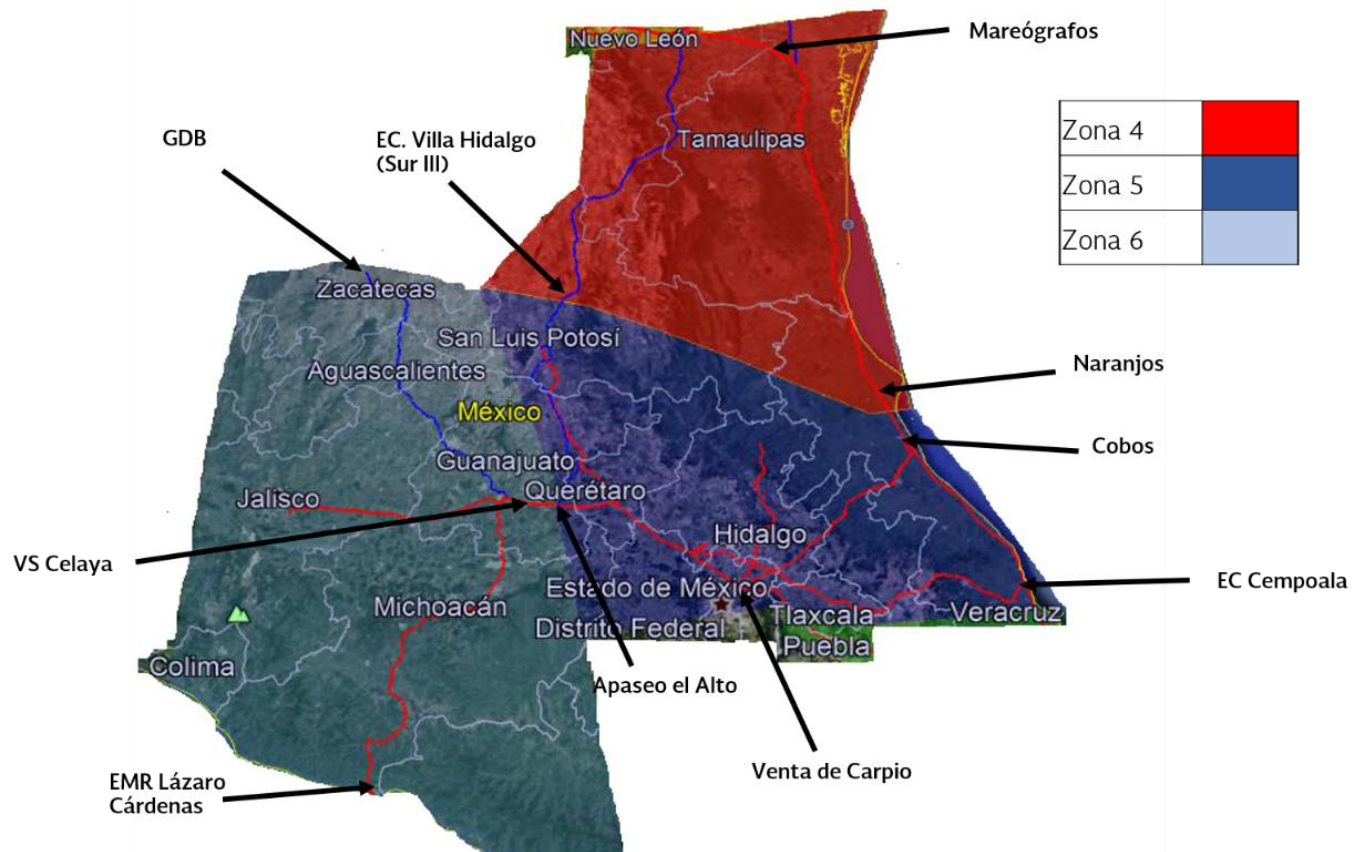 Nuevo León
Mareógrafos
Zona 4
Zona 5
Zona 6
GDB
EC. Villa Hidalgo
(Sur III)
Tamaulipas
Zacatecas
San Luis Potosí
Aguascalientes
México
Naranjos
Cobos
Guanajuato
Querétaro
Jalisco
Hidalgo
VS Celaya
EC Cempoala
Estado de México
Michoacán
Tlaxcala
Veracruz
Distrito Federal
Puebla
Colima
Apaseo el Alto
Venta de Carpio
EMR Lázaro
Cárdenas